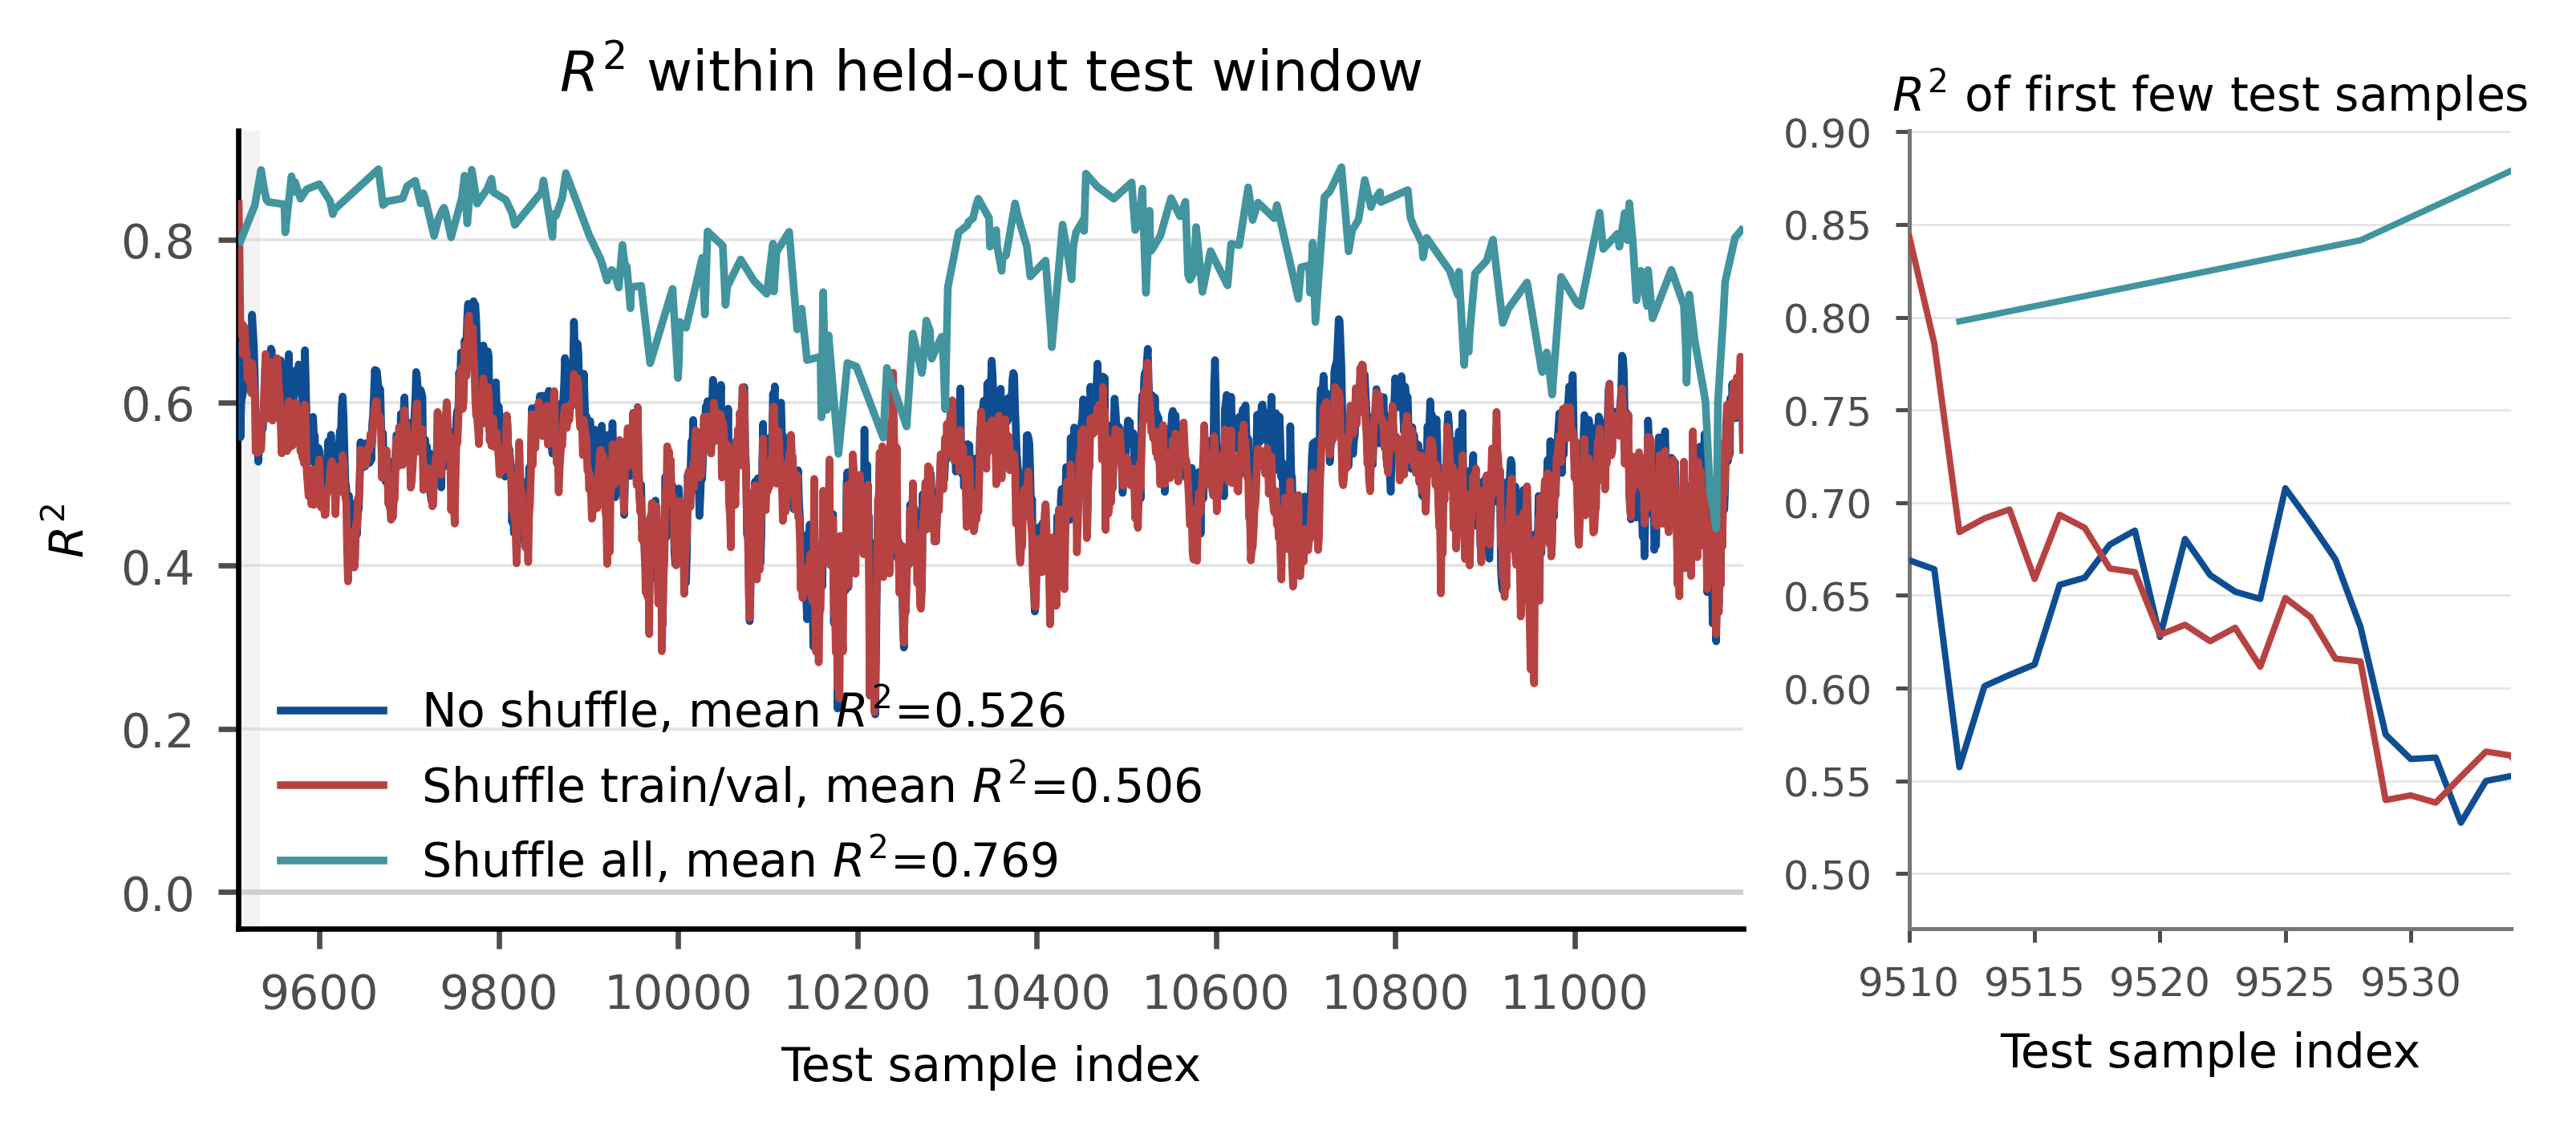 R² within held-out test window
R²
0.8
0.6
0.4
0.2
0.0
No shuffle, mean R²=0.526
Shuffle train/val, mean R²=0.506
Shuffle all, mean R²=0.769
9600 9800 10000 10200 10400 10600 10800 11000
Test sample index
R² of first few test samples
0.90
0.85
0.80
0.75
0.70
0.65
0.60
0.55
0.50
9510 9515 9520 9525 9530
Test sample index